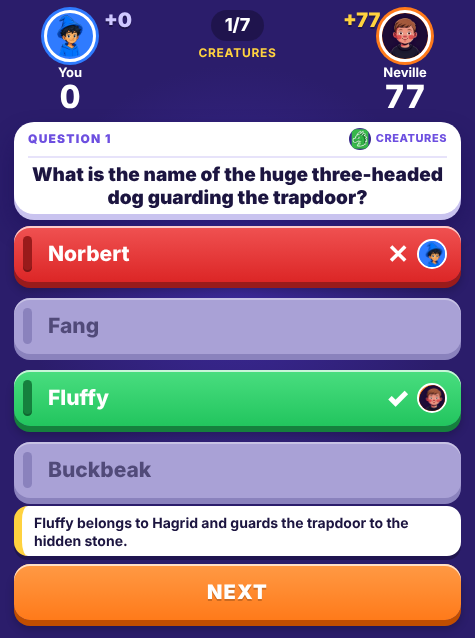 +0
1/7
+77
CREATURES
You
Neville
0
77
QUESTION 1
CREATURES
What is the name of the huge three-headed
dog guarding the trapdoor?
Norbert
Fang
Fluffy
Buckbeak
Fluffy belongs to Hagrid and guards the trapdoor to the
hidden stone.
NEXT